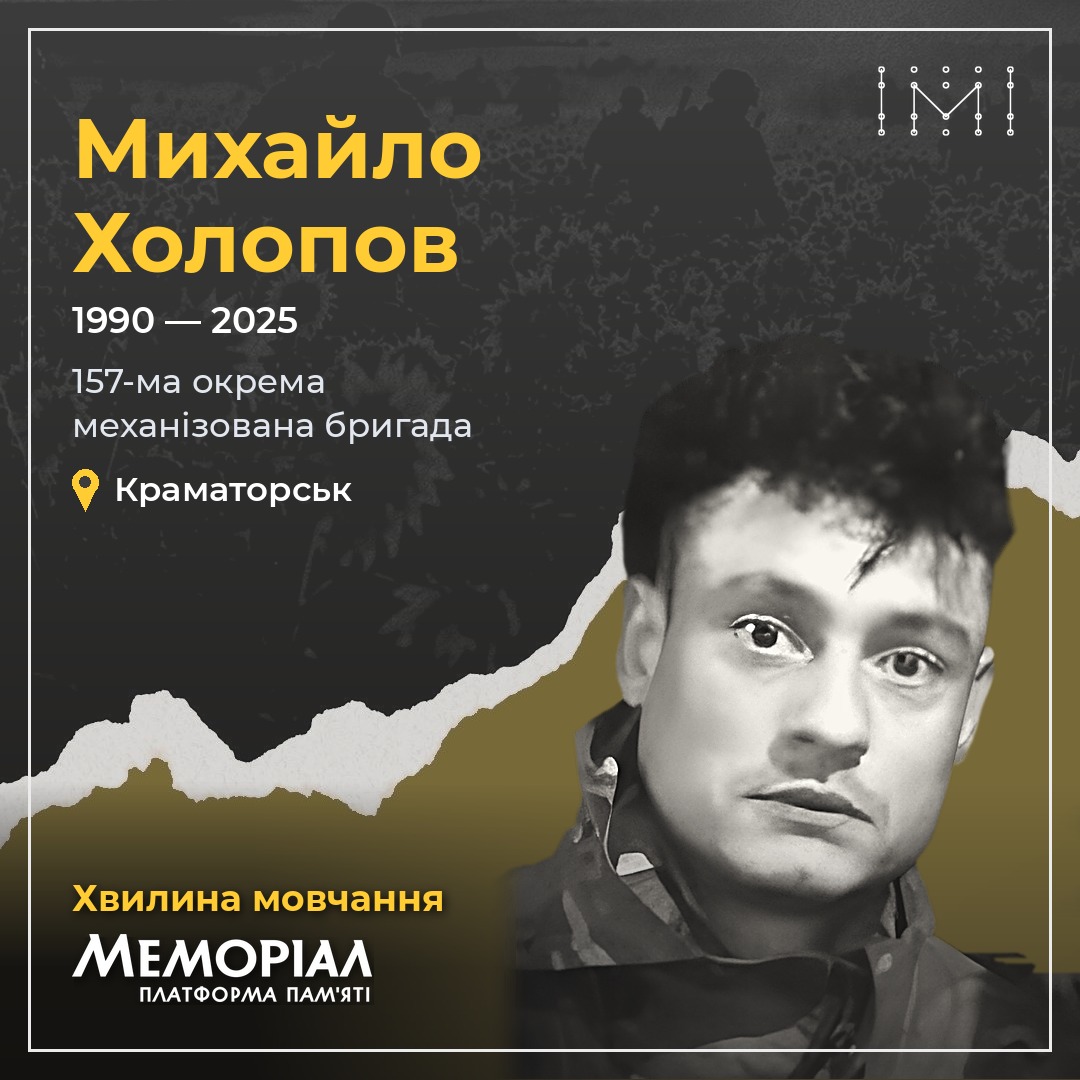 Михайло
Холопов
1990 — 2025
157-ма окрема
механізована бригада
Краматорськ
Хвилина мовчання
МЕМОРІАЛ
ПЛАТФОРМА ПАМ'ЯТІ